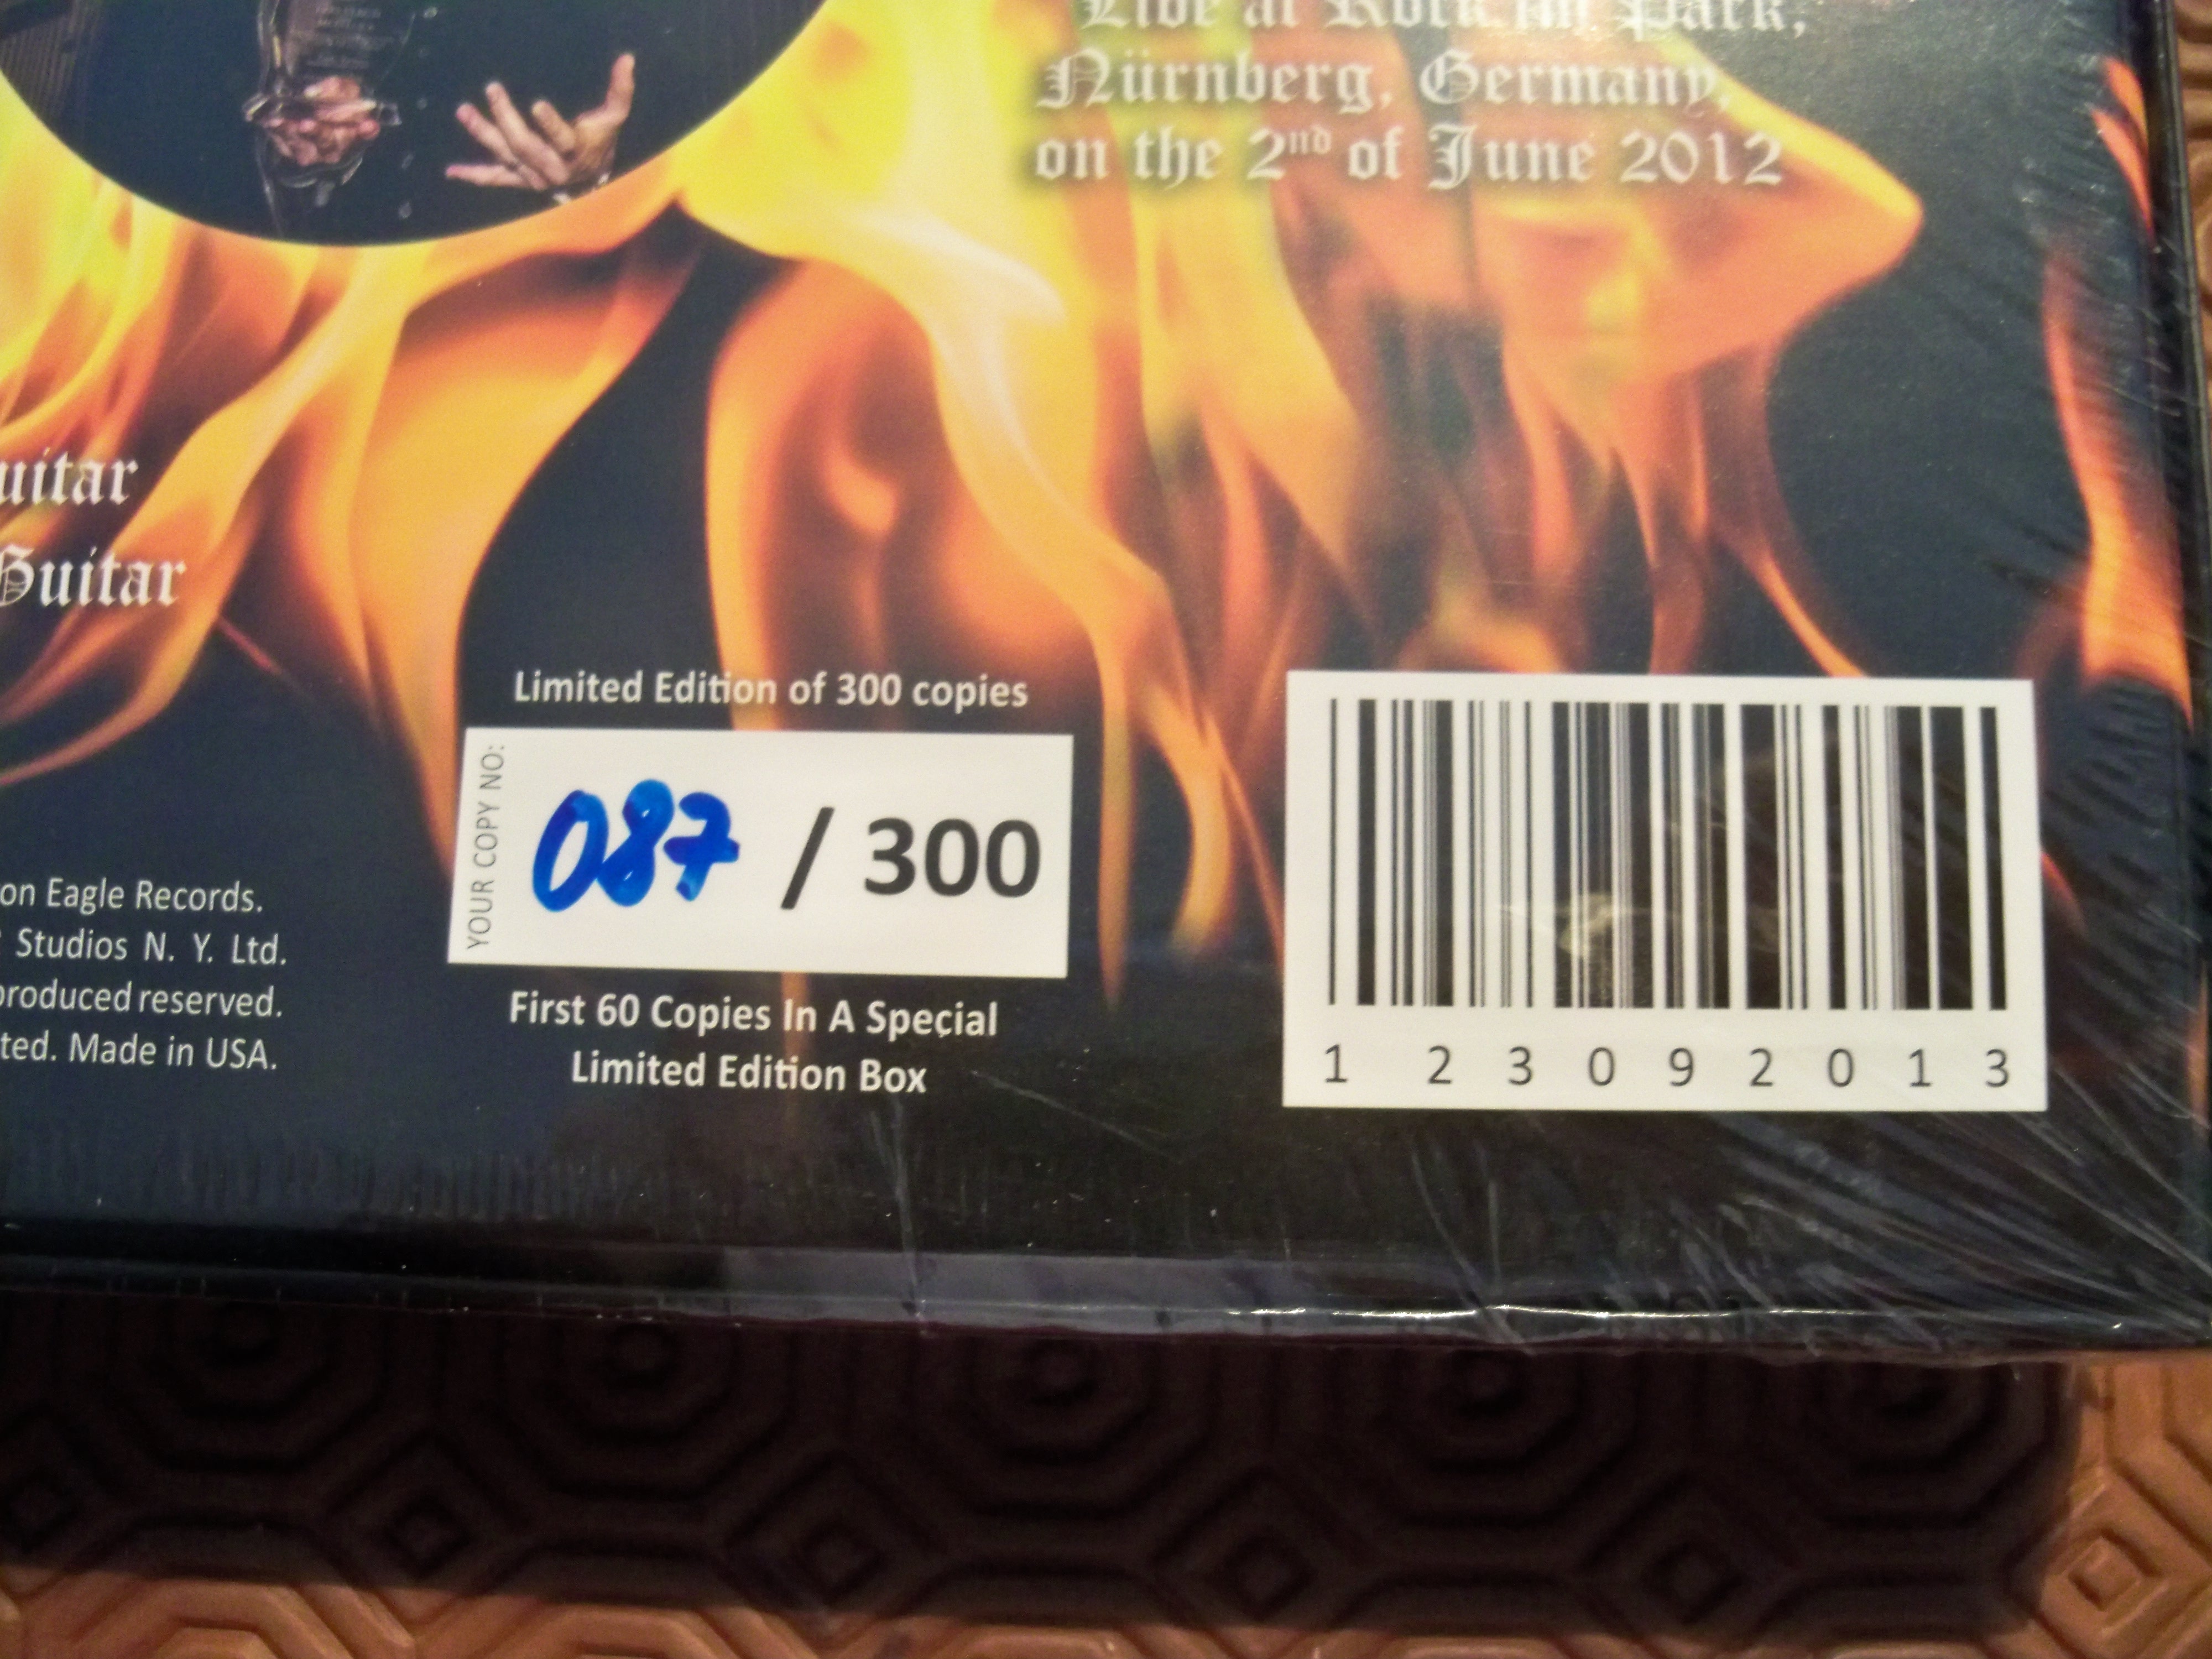 Live at Rock im Park,
Nürnberg, Germany,
on the 2nd of June 2012
uitar
Guitar
Limited Edition of 300 copies
YOUR COPY NO:
087 / 300
First 60 Copies In A Special
Limited Edition Box
on Eagle Records.
Studios N. Y. Ltd.
produced reserved.
ted. Made in USA.
1 2 3 0 9 2 0 1 3